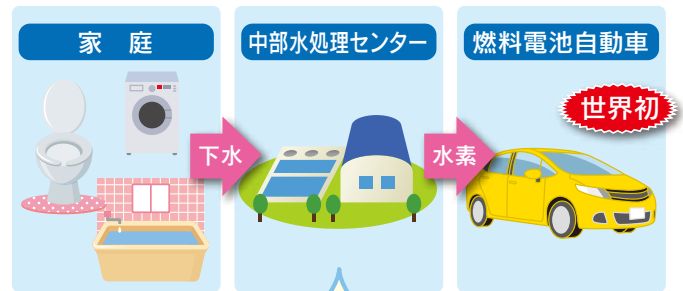 家庭
中部水処理センター
燃料電池自動車
世界初
下水
水素